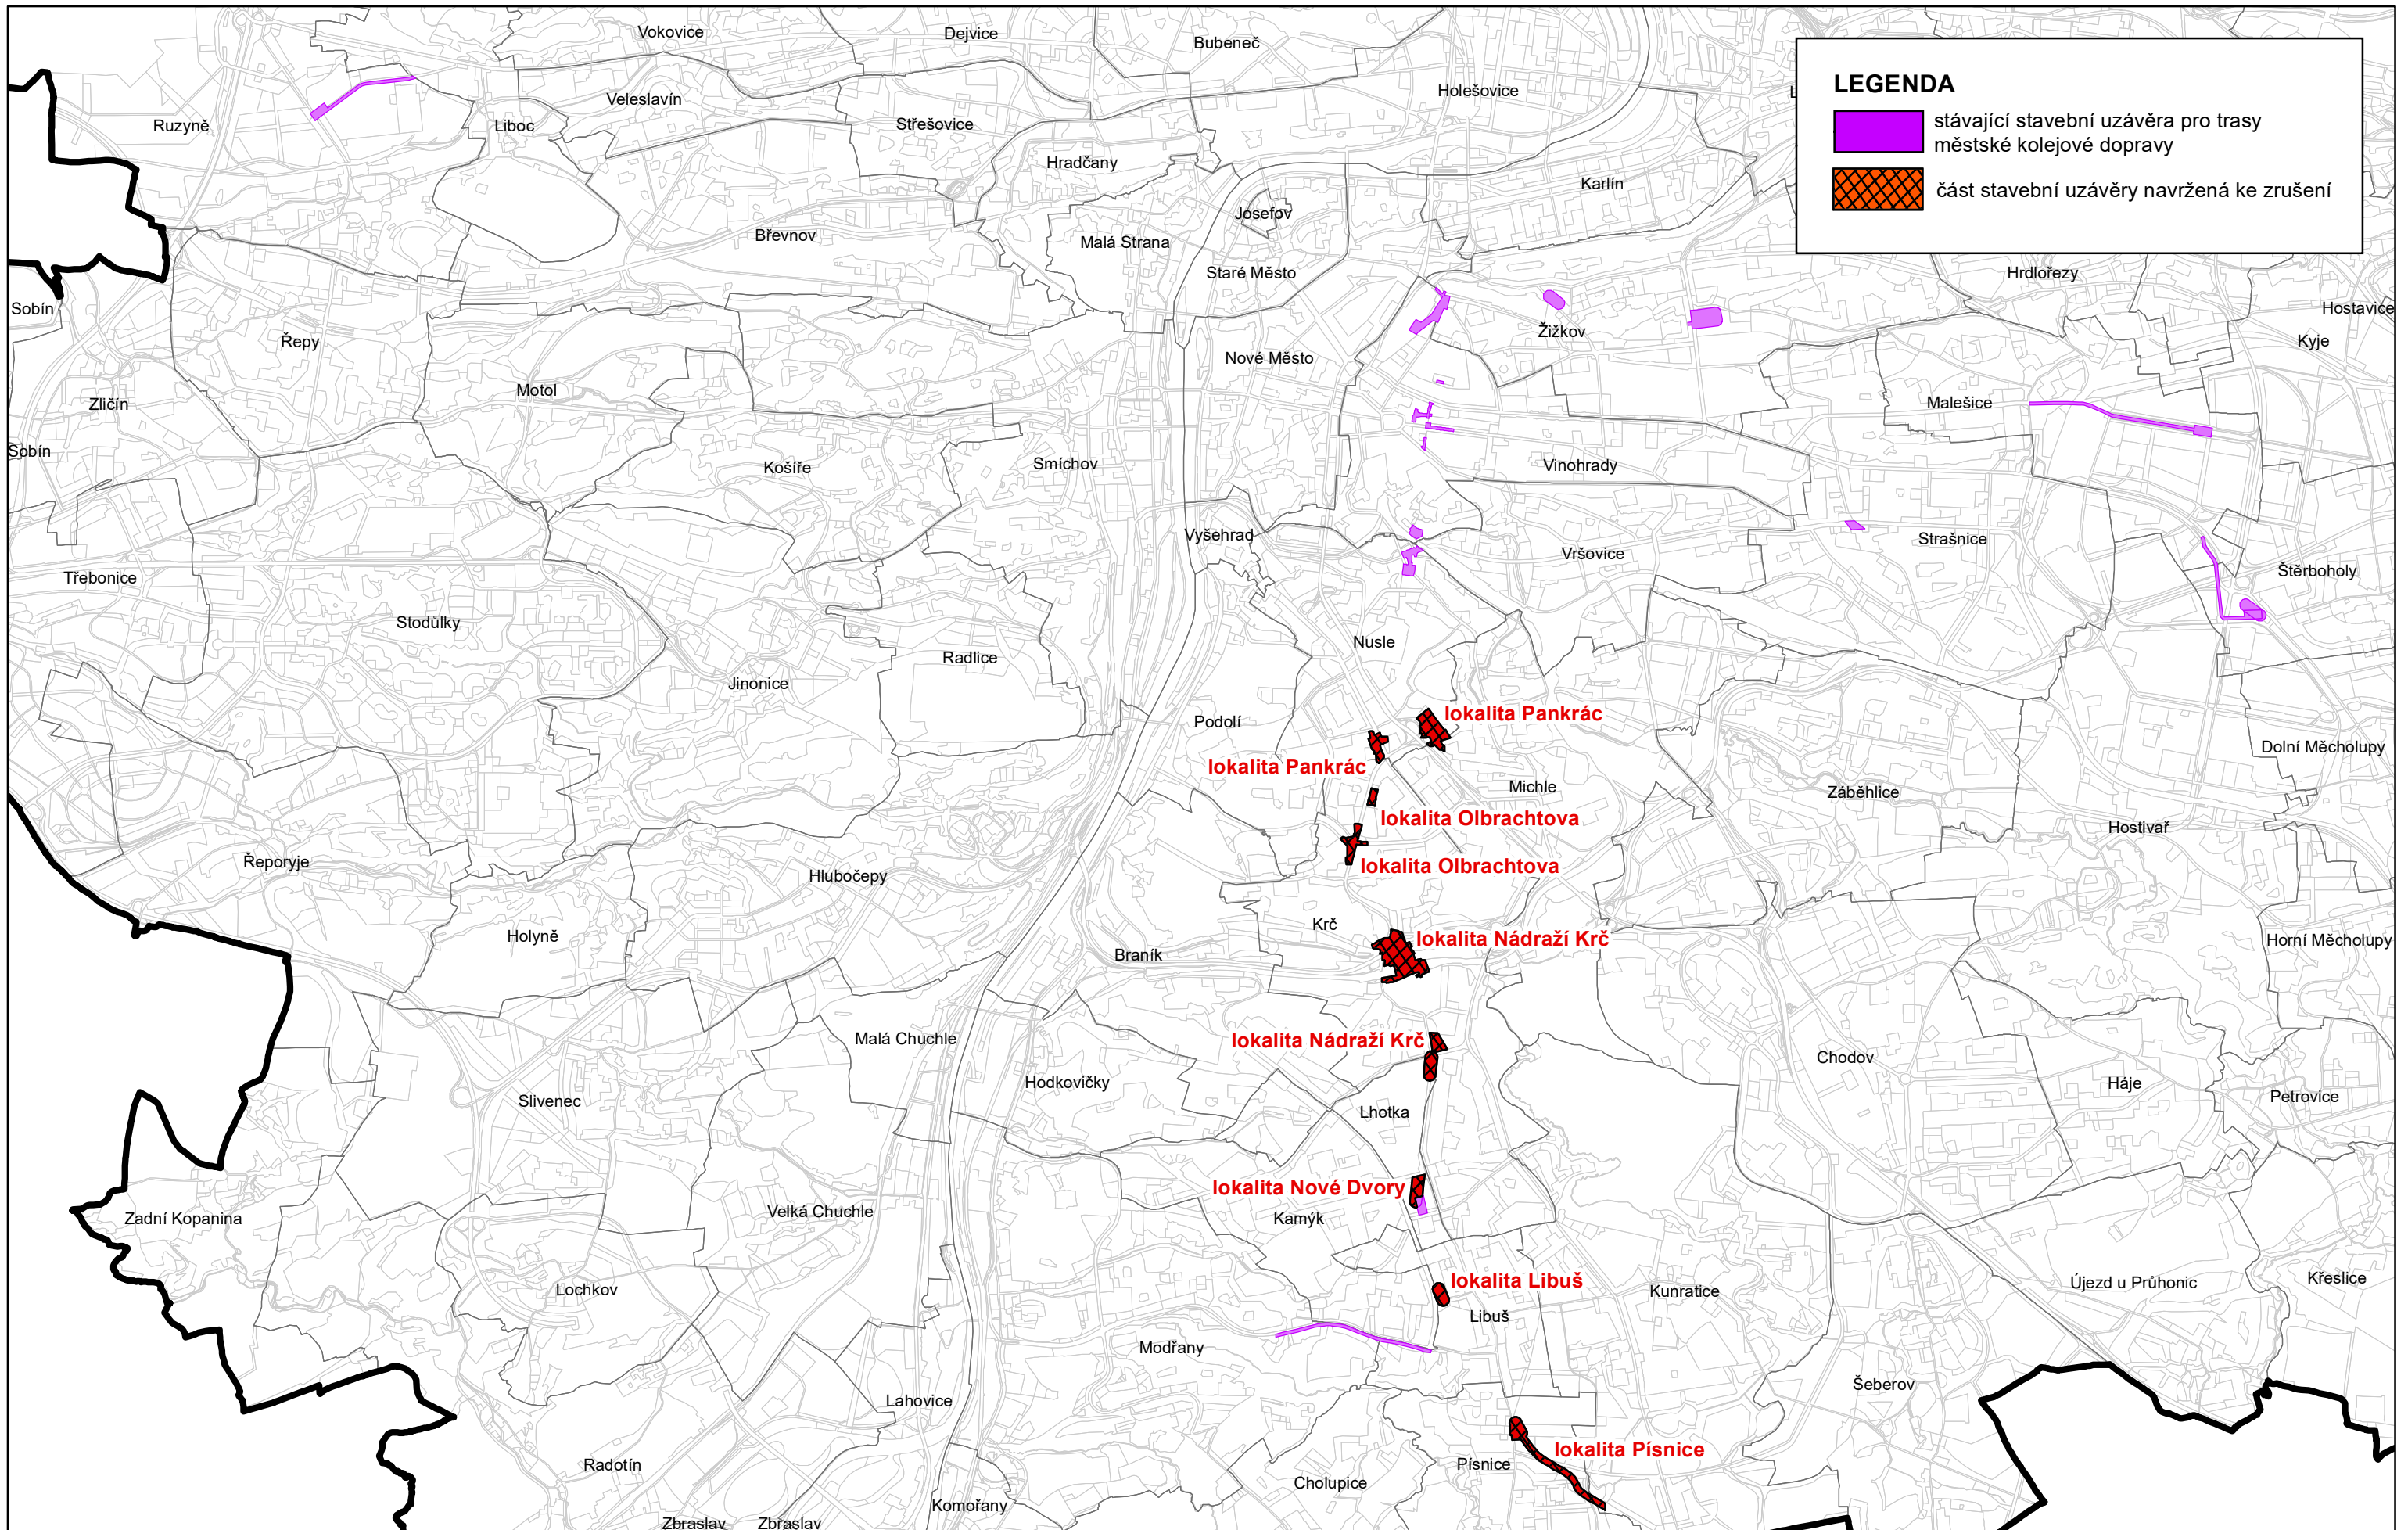 Vokovice
Dejvice
Bubeneč
LEGENDA
stávající stavební uzávěra pro trasy
městské kolejové dopravy
část stavební uzávěry navržená ke zrušení
Veleslavín
Holešovice
Ruzyně
Liboc
Střešovice
Hradčany
Karlín
Josefov
Břevnov
Malá Strana
Staré Město
Hrdlořezy
Sobín
Hostavice
Řepy
Žižkov
Kyje
Nové Město
Motol
Zličín
Malešice
Sobín
Košíře
Smíchov
Vinohrady
Vyšehrad
Strašnice
Vršovice
Třebonice
Štěrboholy
Stodůlky
Nusle
Radlice
Jinonice
lokalita Pankrác
Podolí
Dolní Měcholupy
lokalita Pankrác
Michle
Záběhlice
lokalita Olbrachtova
Hostivař
Řeporyje
lokalita Olbrachtova
Hlubočepy
Krč
Holyně
lokalita Nádraží Krč
Horní Měcholupy
Braník
Malá Chuchle
lokalita Nádraží Krč
Chodov
Hodkovičky
Háje
Slivenec
Petrovice
Lhotka
lokalita Nové Dvory
Zadní Kopanina
Velká Chuchle
Kamýk
lokalita Libuš
Křeslice
Újezd u Průhonic
Lochkov
Kunratice
Libuš
Modřany
Šeberov
Lahovice
lokalita Písnice
Radotín
Písnice
Cholupice
Komořany
Zbraslav
Zbraslav